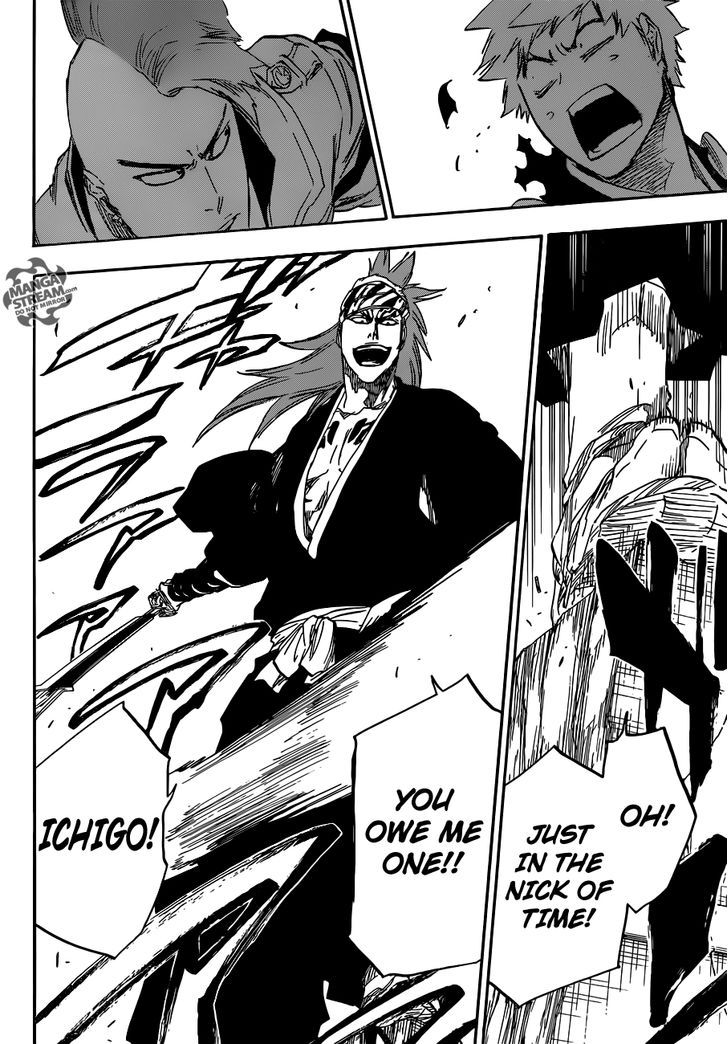 OH!
JUST
IN THE
NICK OF
TIME!
YOU
OWE ME
ONE!!
ICHIGO!
MANGA
STREAM.com
DO NOT MIRROR